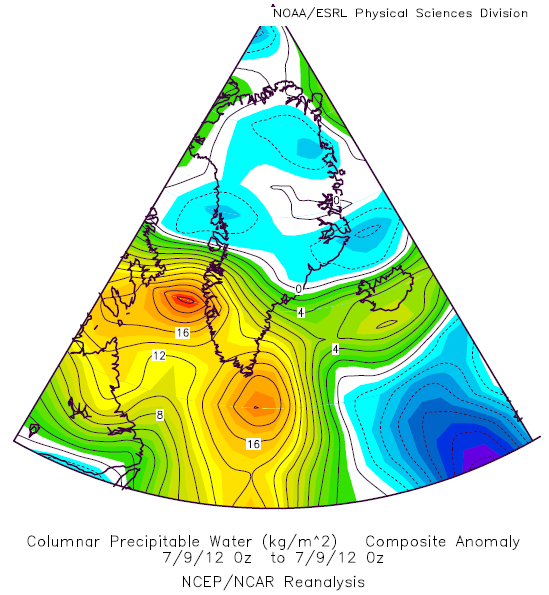 NOAA/ESRL Physical Sciences Division
0
0
4
4
16
12
8
16
Columnar Precipitable Water (kg/m^2) Composite Anomaly
7/9/12 0z to 7/9/12 0z
NCEP/NCAR Reanalysis